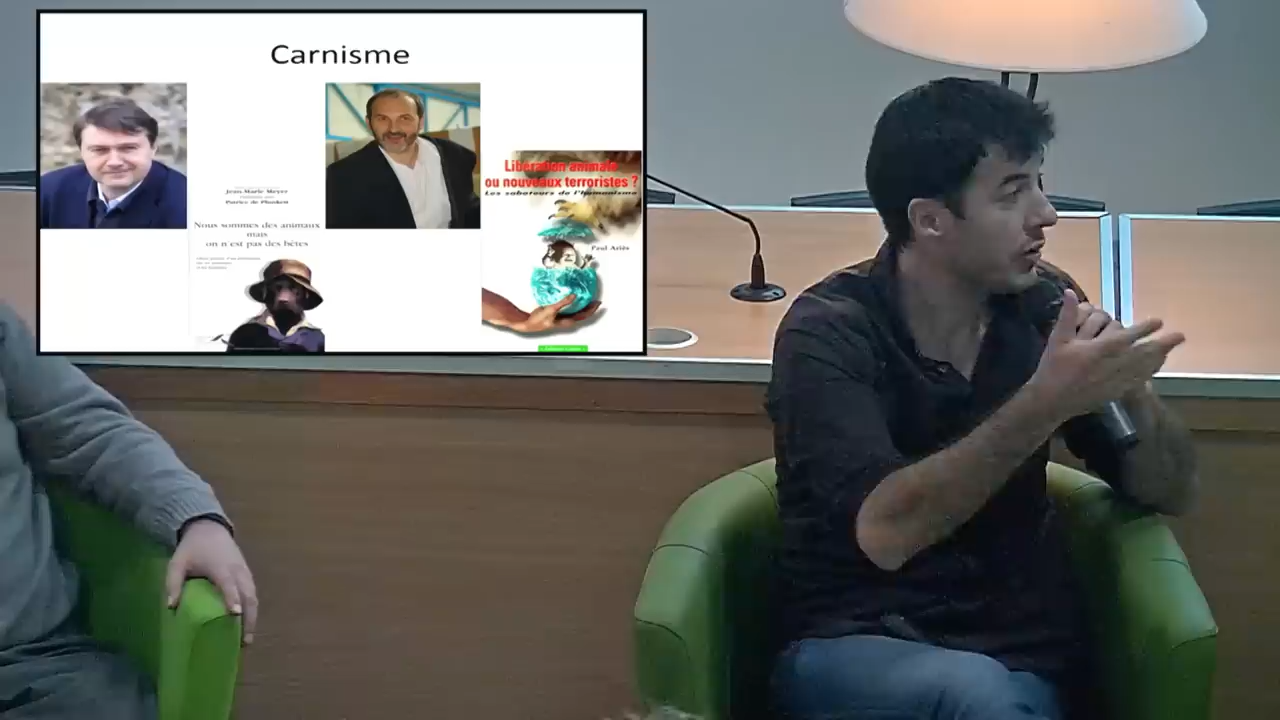 Carnisme
Jean-Marie Meyer
Patrice de Plunkett
Nous sommes des animaux
mais
on n'est pas des bêtes
Libération animale
ou nouveaux terroristes ?
Les saboteurs de l'humanisme
Paul Ariès